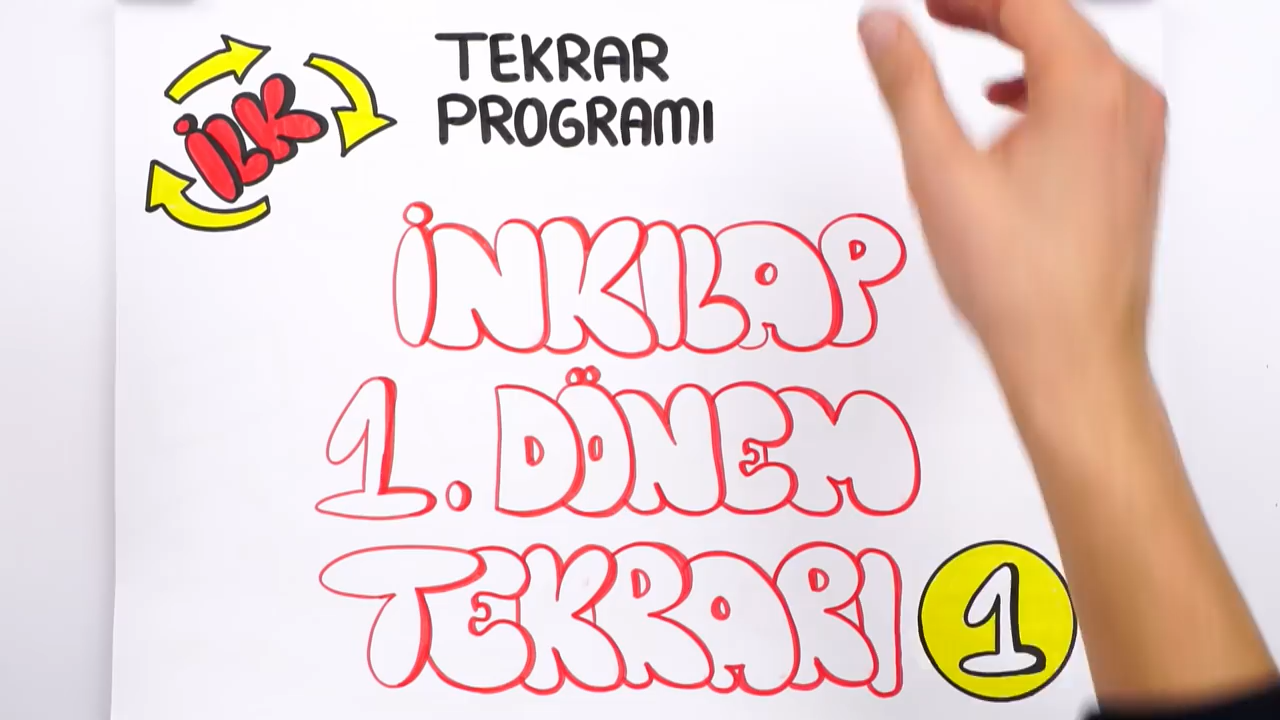 İLK
TEKRAR
PROGRAMI
İNKILAP
1. DÖNEM
TEKRARI
1